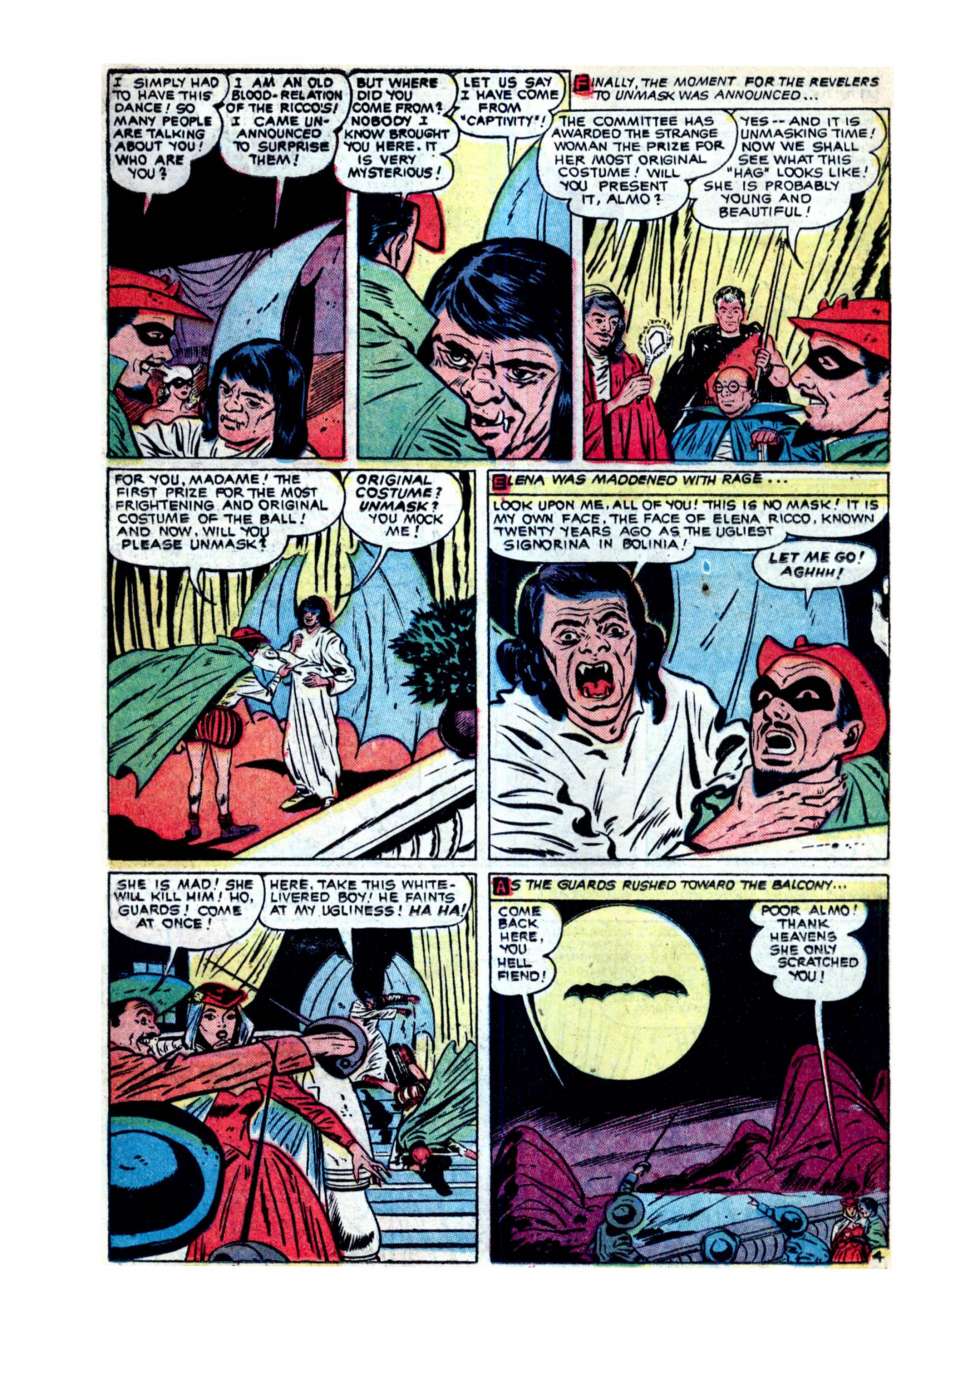 I SIMPLY HAD
TO HAVE THIS
DANCE! SO
MANY PEOPLE
ARE TALKING
ABOUT YOU!
WHO ARE
YOU?
I AM AN OLD
BLOOD-RELATION
OF THE RICCO'S!
I CAME UN-
ANNOUNCED
TO SURPRISE
THEM!
BUT WHERE
DID YOU
COME FROM?
NOBODY I
KNOW BROUGHT
YOU HERE. IT
IS VERY
MYSTERIOUS!
LET US SAY
I HAVE COME
FROM
"CAPTIVITY"!
FINALLY, THE MOMENT FOR THE REVELERS
TO UNMASK WAS ANNOUNCED...
THE COMMITTEE HAS
AWARDED THE STRANGE
WOMAN THE PRIZE FOR
HER MOST ORIGINAL
COSTUME! WILL
YOU PRESENT
IT, ALMO?
YES -- AND IT IS
UNMASKING TIME!
NOW WE SHALL
SEE WHAT THIS
"HAG" LOOKS LIKE!
SHE IS PROBABLY
YOUNG AND
BEAUTIFUL!
FOR YOU, MADAME! THE
FIRST PRIZE FOR THE MOST
FRIGHTENING AND ORIGINAL
COSTUME OF THE BALL!
AND NOW, WILL YOU
PLEASE UNMASK?
ORIGINAL
COSTUME?
UNMASK?
YOU MOCK
ME!
ELENA WAS MADDENED WITH RAGE...
LOOK UPON ME, ALL OF YOU! THIS IS NO MASK! IT
IS MY OWN FACE, THE FACE OF ELENA RICCO, KNOWN
TWENTY YEARS AGO AS THE UGLIEST
SIGNORINA IN BOLINIA!
LET ME GO!
AGHHH!
SHE IS MAD! SHE
WILL KILL HIM! HO,
GUARDS! COME
AT ONCE!
HERE, TAKE THIS WHITE-
LIVERED BOY! HE FAINTS
AT MY UGLINESS! HA HA!
AS THE GUARDS RUSHED TOWARD THE BALCONY...
COME
BACK
HERE,
YOU
HELL
FIEND!
POOR ALMO!
THANK
HEAVENS
SHE ONLY
SCRATCHED
YOU!
4